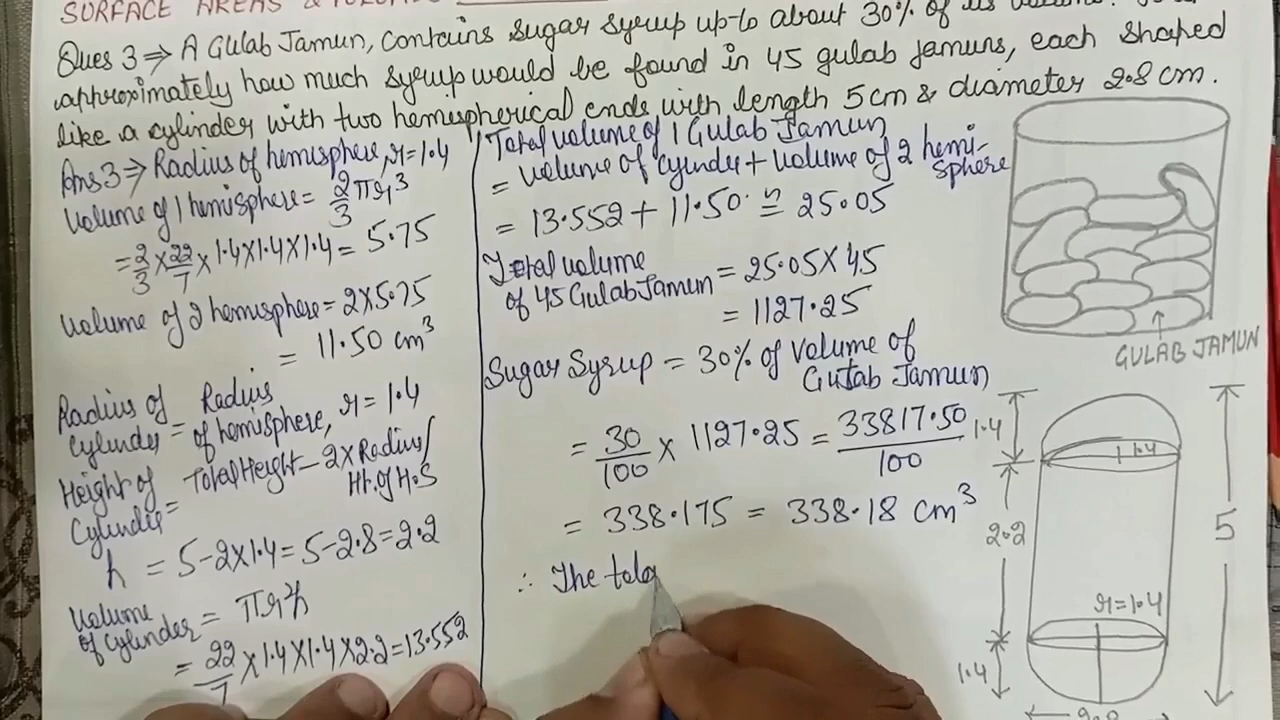 SURFACE AREAS &
Ques 3 ⇒ A Gulab Jamun, contains sugar syrup up-to about 30% of its volume.
approximately how much syrup would be found in 45 gulab jamuns, each shaped
like a cylinder with two hemispherical ends with length 5cm & diameter 2.8 cm.
Ans 3 ⇒ Radius of hemisphere, r = 1.4
Volume of 1 hemisphere = 2/3 πr³
= 2/3 × 22/7 × 1.4 × 1.4 × 1.4 = 5.75
Volume of 2 hemisphere = 2×5.75
= 11.50 cm³
Radius of Cylinder = Radius of hemisphere, r = 1.4
Height of Cylinder = Total Height - 2 × Radius/
Ht. of H.S
h = 5-2×1.4 = 5-2.8 = 2.2
Volume of cylinder = πr²h
= 22/7 × 1.4 × 1.4 × 2.2 = 13.552
Total volume of 1 Gulab Jamun
= volume of cylinder + volume of 2 hemi-
sphere
= 13.552 + 11.50 ≃ 25.05
Total volume
of 45 Gulab Jamun = 25.05 × 45
= 1127.25
Sugar Syrup = 30% of volume of
Gulab Jamun
= 30/100 × 1127.25 = 33817.50/100
= 338.175 = 338.18 cm³
∴ The tola
GULAB JAMUN
1.4
1.4
2.2
5
r = 1.4
1.4